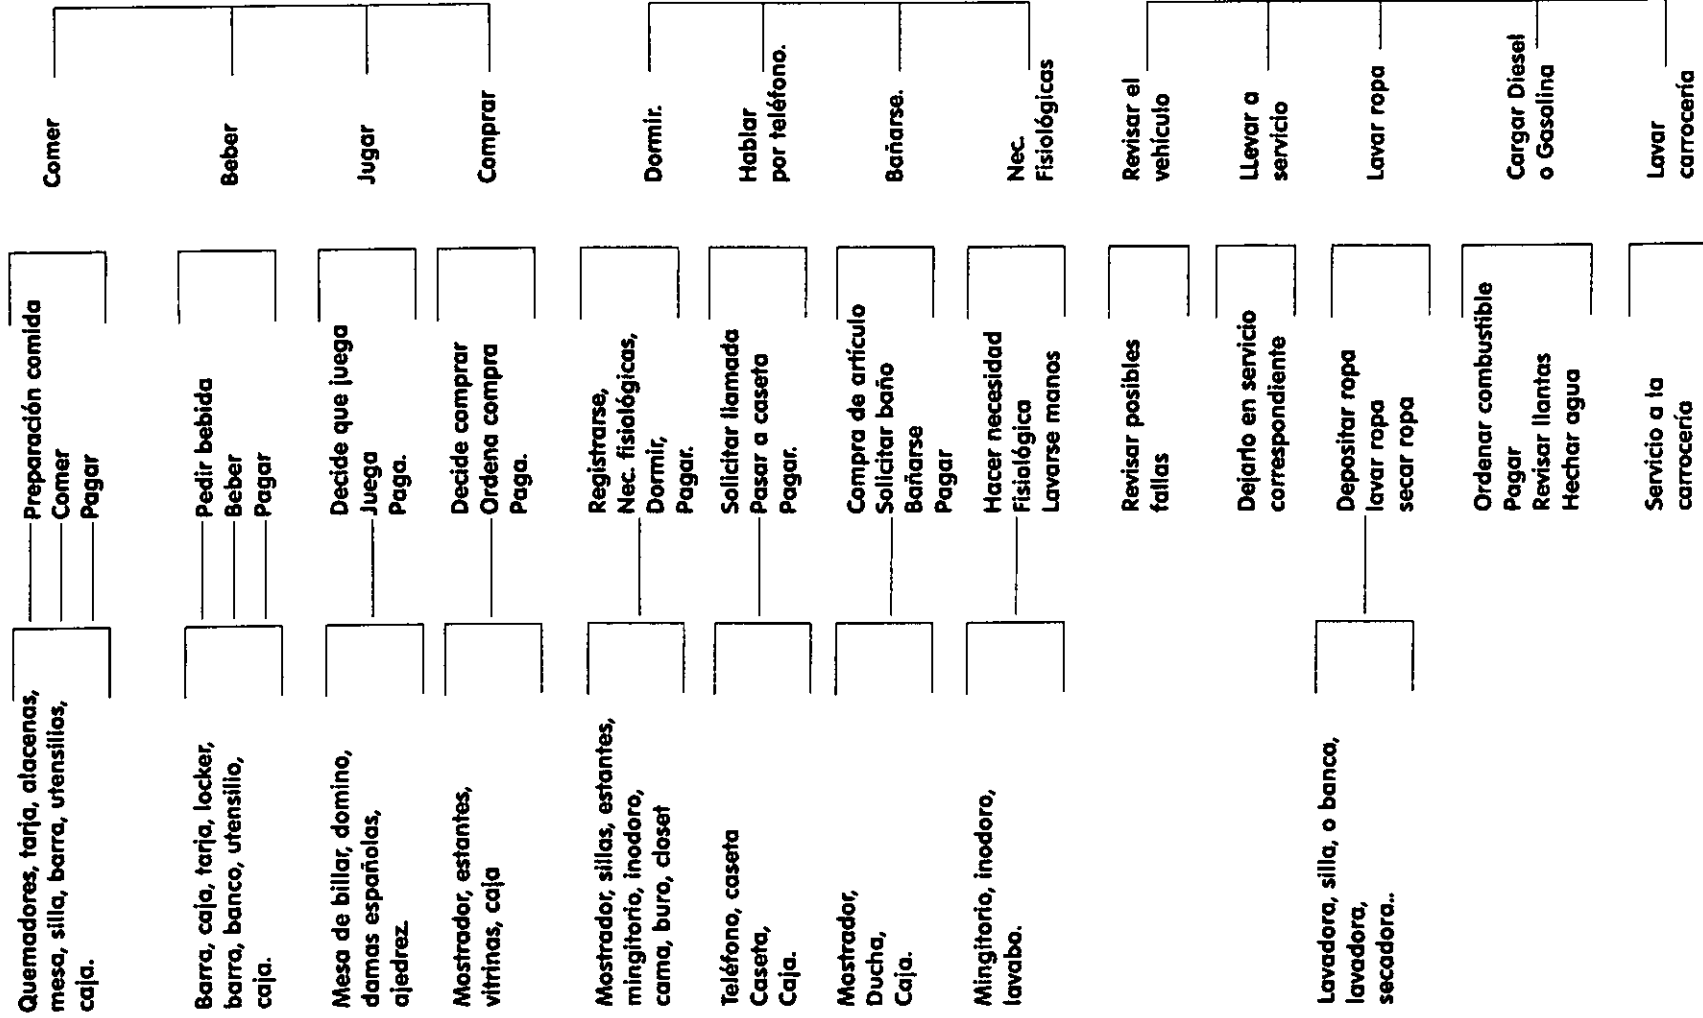 Quemadores, tarja, alacenas,
mesa, silla, barra, utensilios,
caja.
Preparación comida
Comer
Pagar
Comer
Barra, caja, tarja, locker,
barra, banco, utensilio,
caja.
Pedir bebida
Beber
Pagar
Beber
Mesa de billar, domino,
damas españolas,
ajedrez.
Decide que juega
Juega
Paga.
Jugar
Mostrador, estantes,
vitrinas, caja
Decide comprar
Ordena compra
Paga.
Comprar
Mostrador, sillas, estantes,
mingitorio, inodoro,
cama, buro, closet
Registrarse,
Nec. fisiológicas,
Dormir,
Pagar.
Dormir.
Teléfono, caseta
Caseta,
Caja.
Solicitar llamada
Pasar a caseta
Pagar.
Hablar
por teléfono.
Mostrador,
Ducha,
Caja.
Compra de artículo
Solicitar baño
Bañarse
Pagar
Bañarse.
Mingitorio, inodoro,
lavabo.
Hacer necesidad
Fisiológica
Lavarse manos
Nec.
Fisiológicas
Revisar posibles
fallas
Revisar el
vehículo
Dejarlo en servicio
correspondiente
LLevar a
servicio
Lavadora, silla, o banca,
lavadora,
secadora..
Depositar ropa
lavar ropa
secar ropa
Lavar ropa
Ordenar combustible
Pagar
Revisar llantas
Hechar agua
Cargar Diesel
o Gasolina
Servicio a la
carrocería
Lavar
carrocería